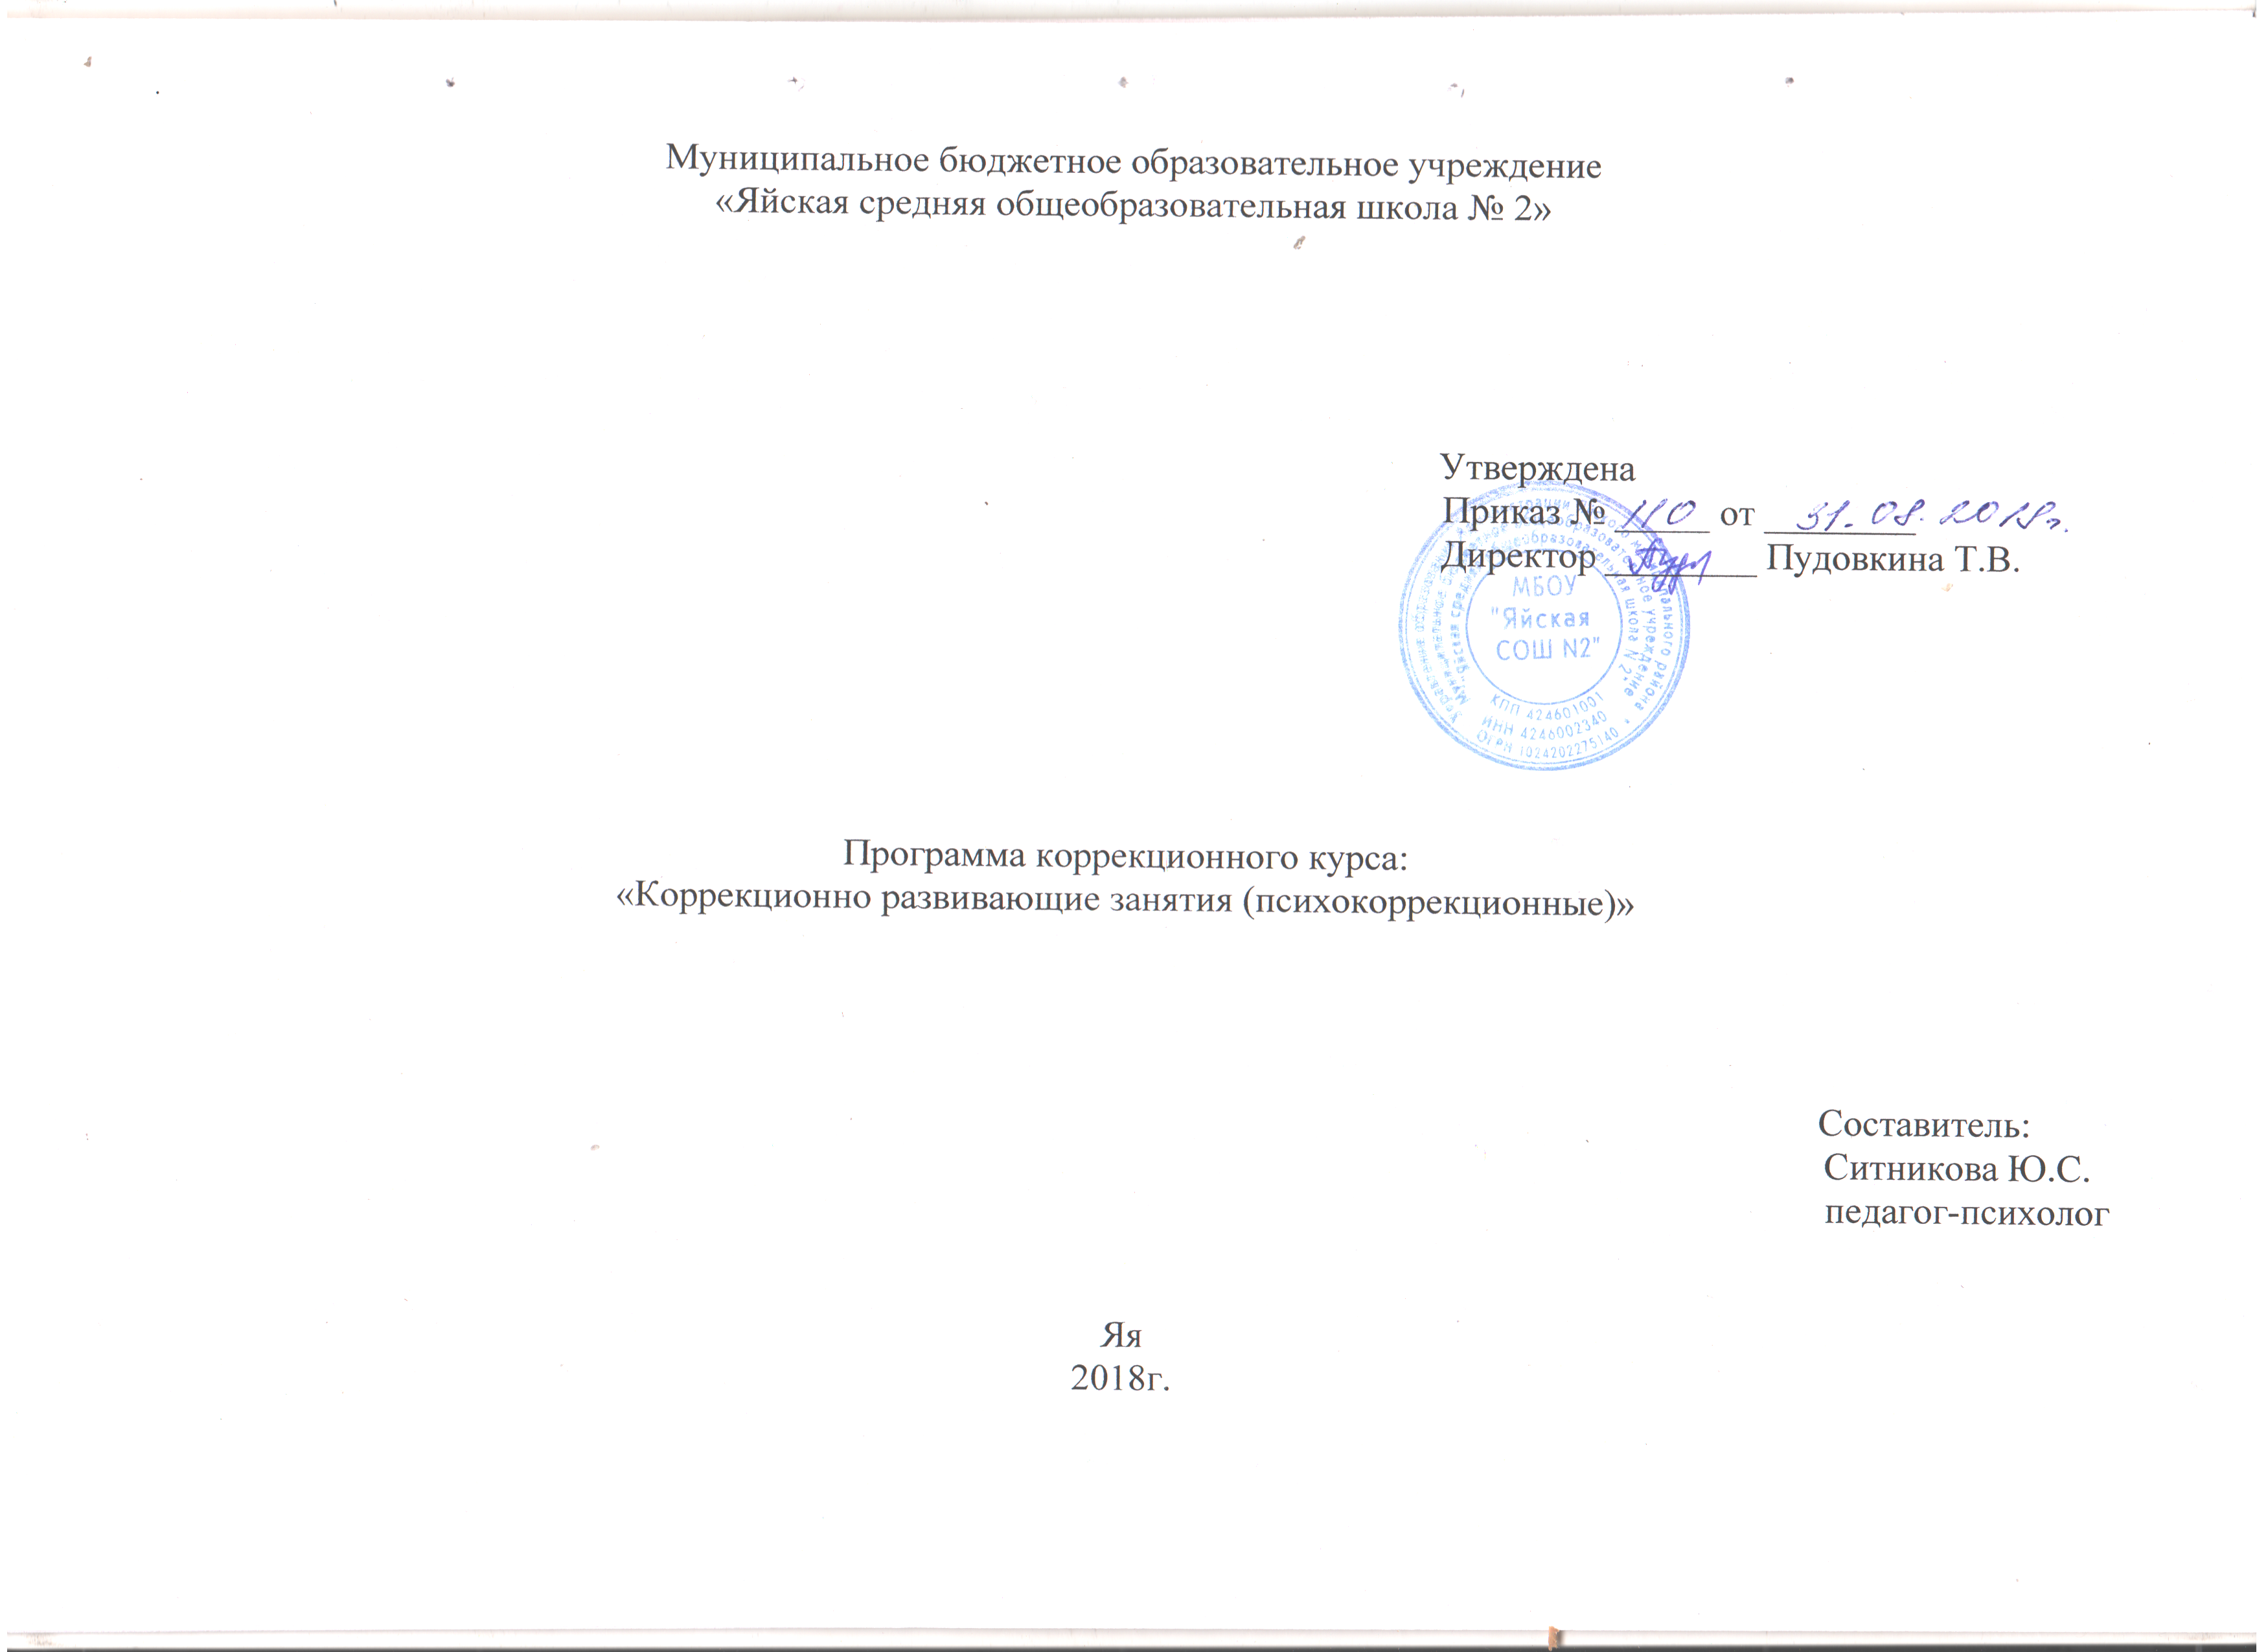 Муниципальное бюджетное образовательное учреждение
«Яйская средняя общеобразовательная школа № 2»
Утверждена
Приказ № 110 от 31.08.2018г.
Директор Пудовкина Т.В.
МБОУ
"Яйская
СОШ N2"
КПП 424601001
ИНН 4246002340
ОГРН 1024202275140
Программа коррекционного курса:
«Коррекционно развивающие занятия (психокоррекционные)»
Составитель:
Ситникова Ю.С.
педагог-психолог
Яя
2018г.